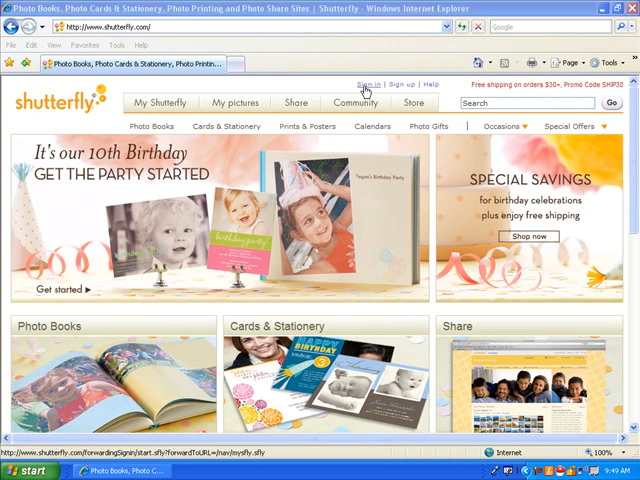 Photo Books, Photo Cards & Stationery, Photo Printing and Photo Share Sites | Shutterfly - Windows Internet Explorer
http://www.shutterfly.com/
Google
File Edit View Favorites Tools Help
Photo Books, Photo Cards & Stationery, Photo Printin...
Page Tools
Sign in | Sign up | Help
Free shipping on orders $30+, Promo Code SHIP30
shutterfly
My Shutterfly My pictures Share Community Store
Search Go
Photo Books Cards & Stationery Prints & Posters Calendars Photo Gifts | Occasions Special Offers
It's our 10th Birthday
GET THE PARTY STARTED
Tegan's Birthday Party
birthday party!
Get started
SPECIAL SAVINGS
for birthday celebrations
plus enjoy free shipping
Shop now
Photo Books
Cards & Stationery
Share
HAPPY
BIRTHDAY
3
http://www.shutterfly.com/forwardingSignin/start.sfly?forwardToURL=/nav/mysfly.sfly
Internet
100%
start
Photo Books, Photo C...
9:49 AM